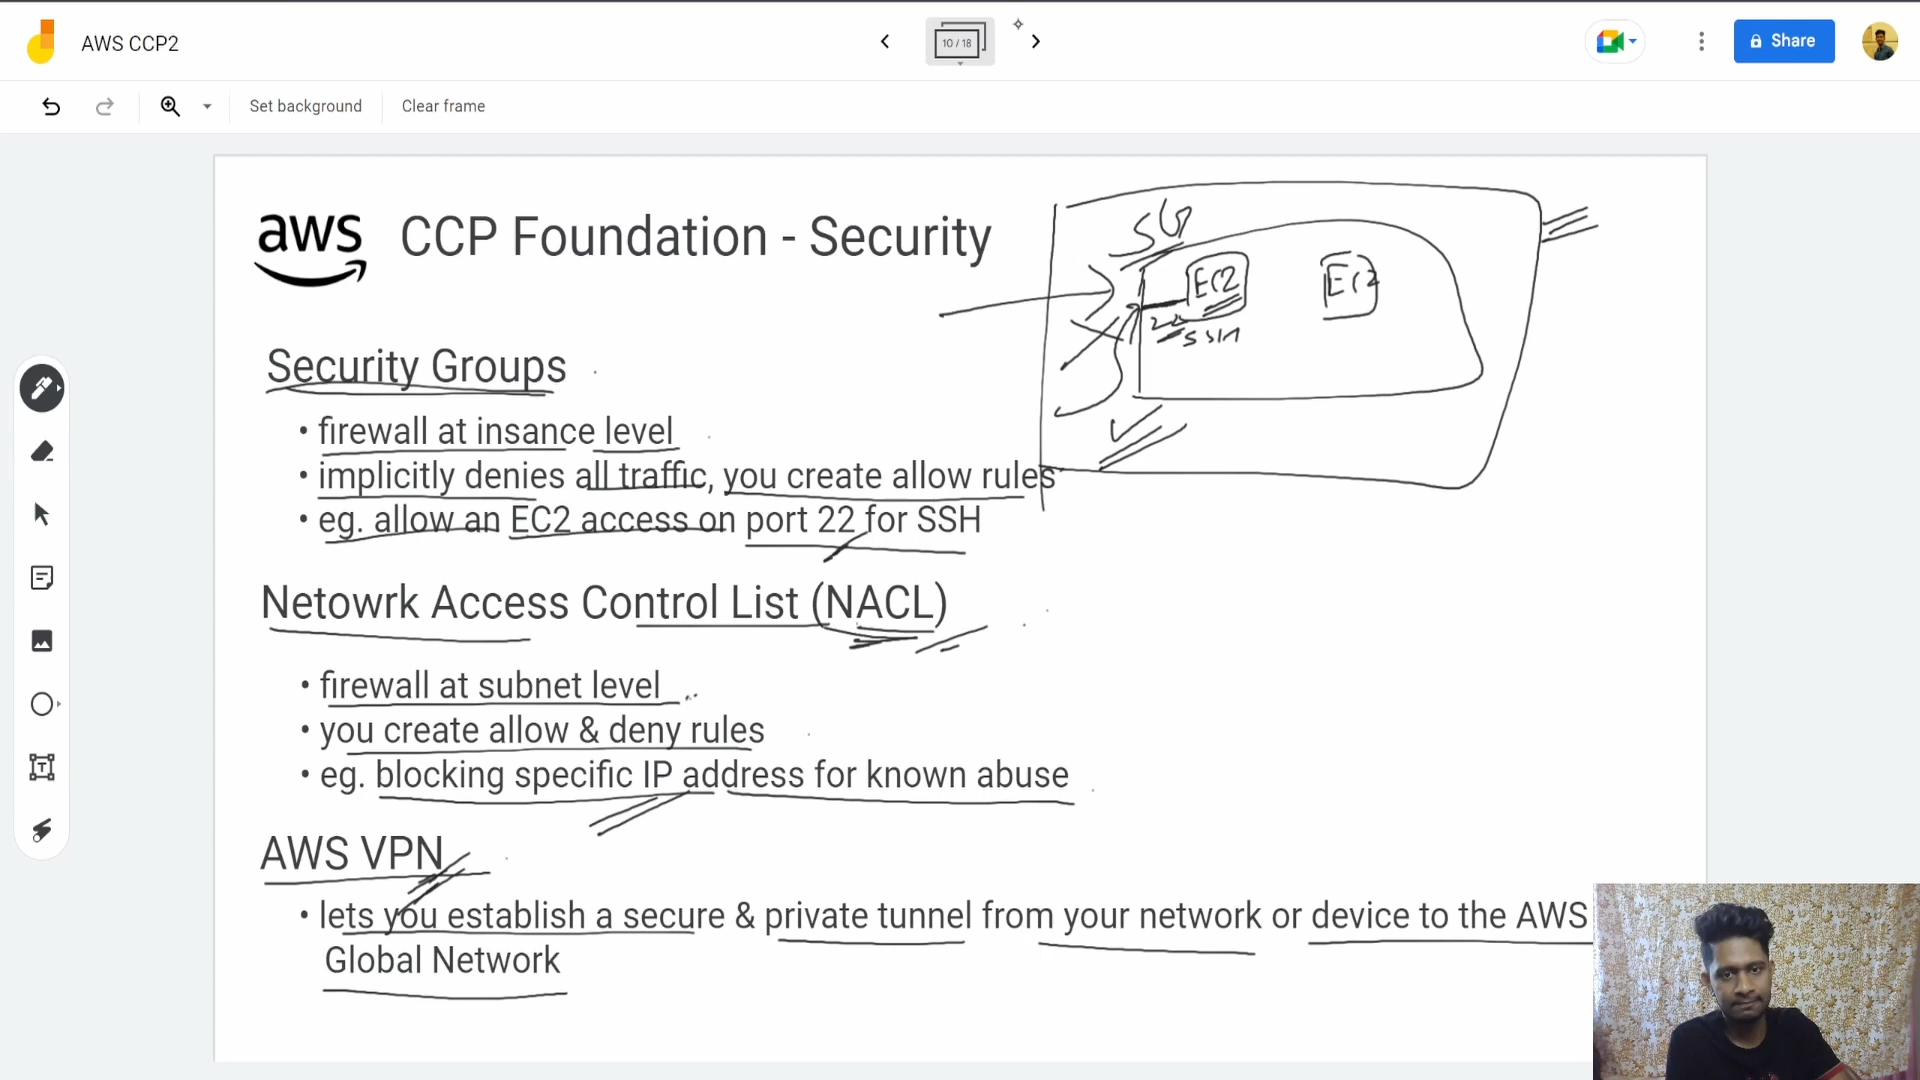 AWS CCP2
10 / 18
Share
Set background
Clear frame
aws
CCP Foundation - Security
SG
EC2
EC2
22
SSH
Security Groups
• firewall at insance level
• implicitly denies all traffic, you create allow rules
• eg. allow an EC2 access on port 22 for SSH
Netowrk Access Control List (NACL)
• firewall at subnet level
• you create allow & deny rules
• eg. blocking specific IP address for known abuse
AWS VPN
• lets you establish a secure & private tunnel from your network or device to the AWS
Global Network